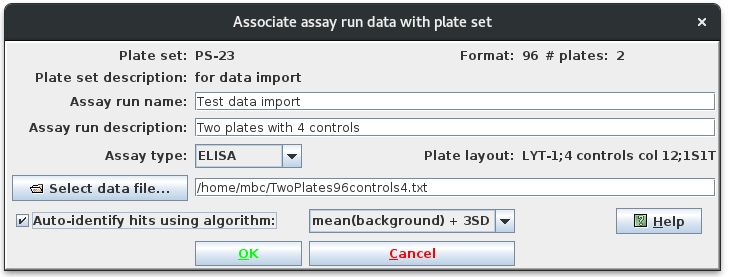 Associate assay run data with plate set
Plate set: PS-23 Format: 96 # plates: 2
Plate set description: for data import
Assay run name: Test data import
Assay run description: Two plates with 4 controls
Assay type: ELISA Plate layout: LYT-1;4 controls col 12;1S1T
Select data file... /home/mbc/TwoPlates96controls4.txt
Auto-identify hits using algorithm: mean(background) + 3SD Help
OK Cancel